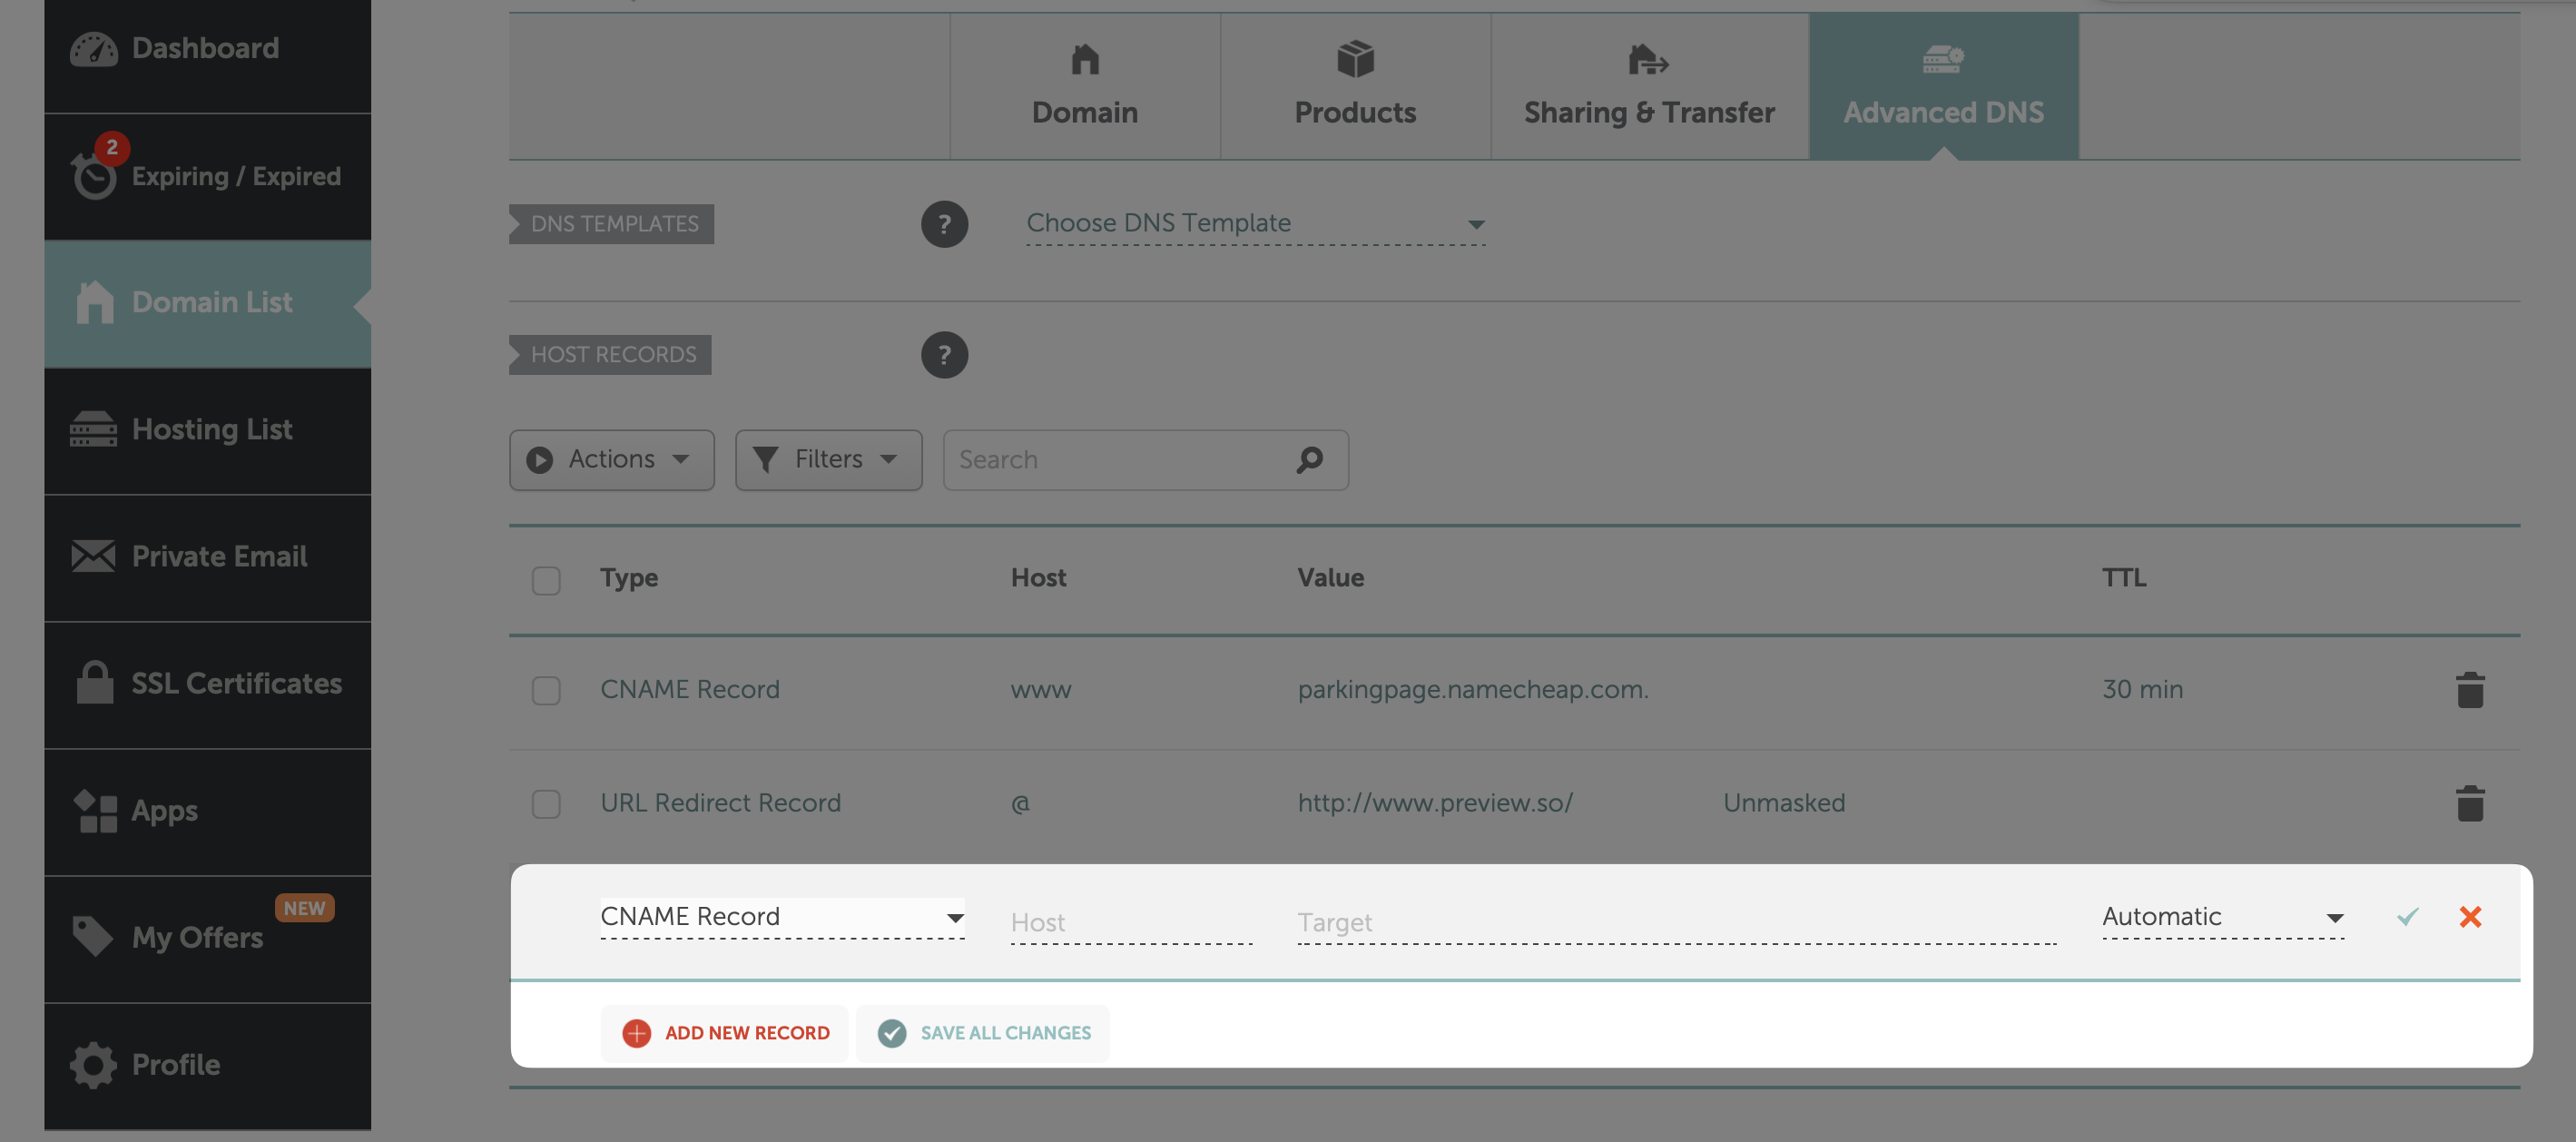 Dashboard
2
Expiring / Expired
Domain List
Hosting List
Private Email
SSL Certificates
Apps
NEW
My Offers
Profile
Domain
Products
Sharing & Transfer
Advanced DNS
DNS TEMPLATES
?
Choose DNS Template
HOST RECORDS
?
Actions
Filters
Search
Type Host Value TTL
CNAME Record www parkingpage.namecheap.com. 30 min
URL Redirect Record @ http://www.preview.so/ Unmasked
CNAME Record Host Target Automatic
ADD NEW RECORD SAVE ALL CHANGES